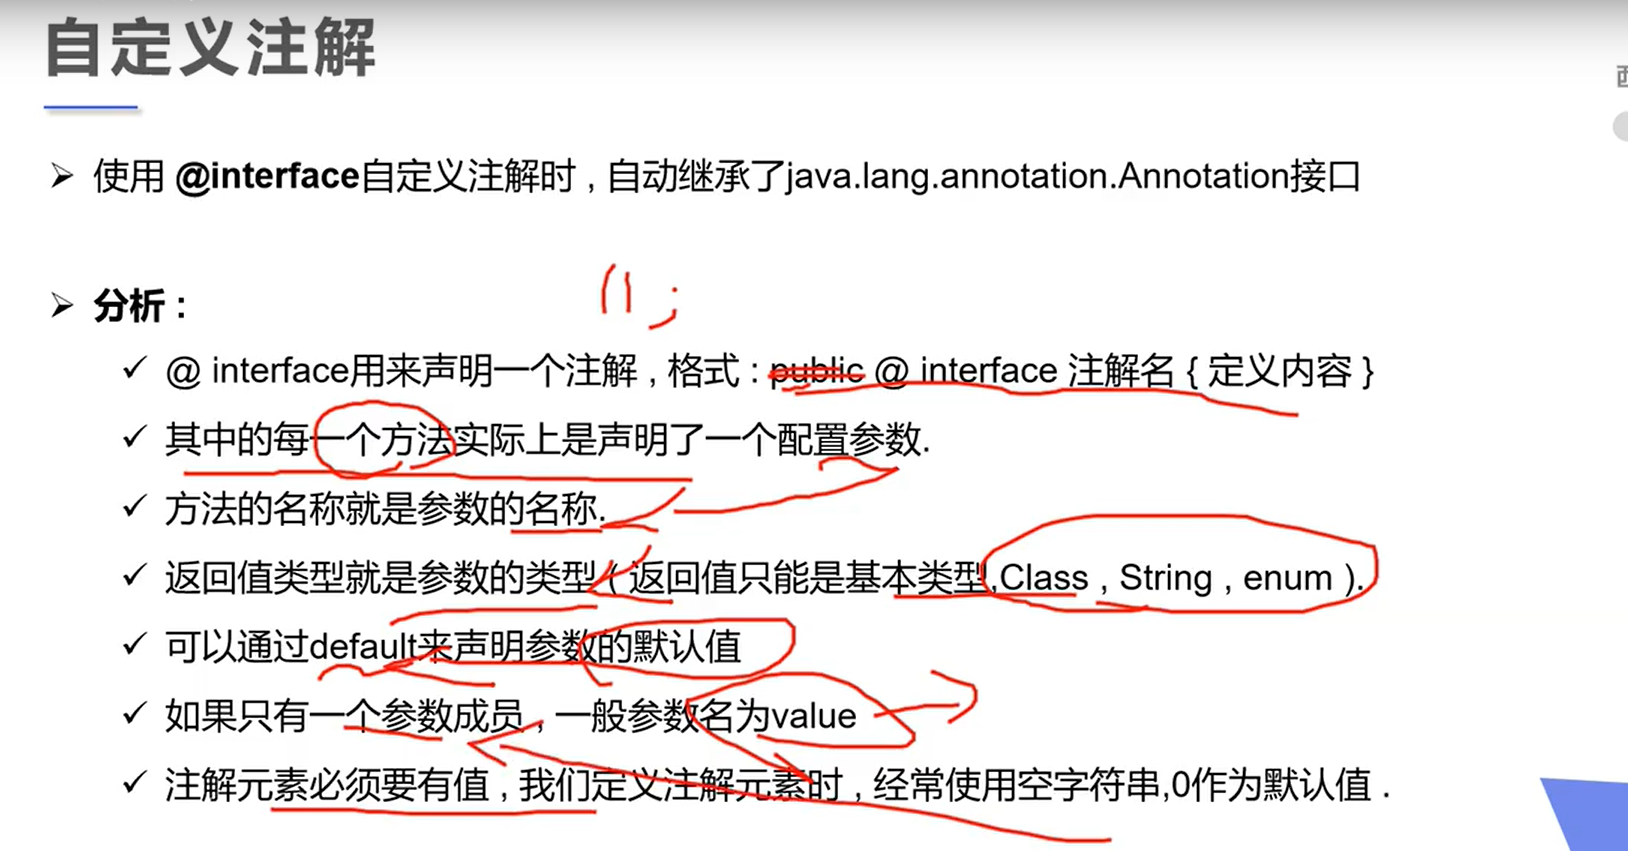 自定义注解
使用 @interface自定义注解时 , 自动继承了java.lang.annotation.Annotation接口
( ) ;
分析 :
@ interface用来声明一个注解 , 格式 : public @ interface 注解名 { 定义内容 }
其中的每一个方法实际上是声明了一个配置参数.
方法的名称就是参数的名称.
返回值类型就是参数的类型 ( 返回值只能是基本类型,Class , String , enum ).
可以通过default来声明参数的默认值
如果只有一个参数成员 , 一般参数名为value
注解元素必须要有值 , 我们定义注解元素时 , 经常使用空字符串,0作为默认值 .